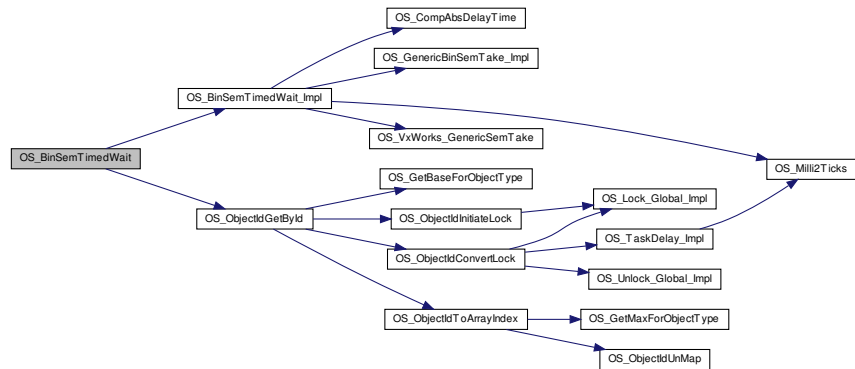 OS_BinSemTimedWait
OS_BinSemTimedWait_Impl
OS_CompAbsDelayTime
OS_GenericBinSemTake_Impl
OS_VxWorks_GenericSemTake
OS_Milli2Ticks
OS_ObjectIdGetById
OS_GetBaseForObjectType
OS_ObjectIdInitiateLock
OS_Lock_Global_Impl
OS_ObjectIdConvertLock
OS_TaskDelay_Impl
OS_Unlock_Global_Impl
OS_ObjectIdToArrayIndex
OS_GetMaxForObjectType
OS_ObjectIdUnMap